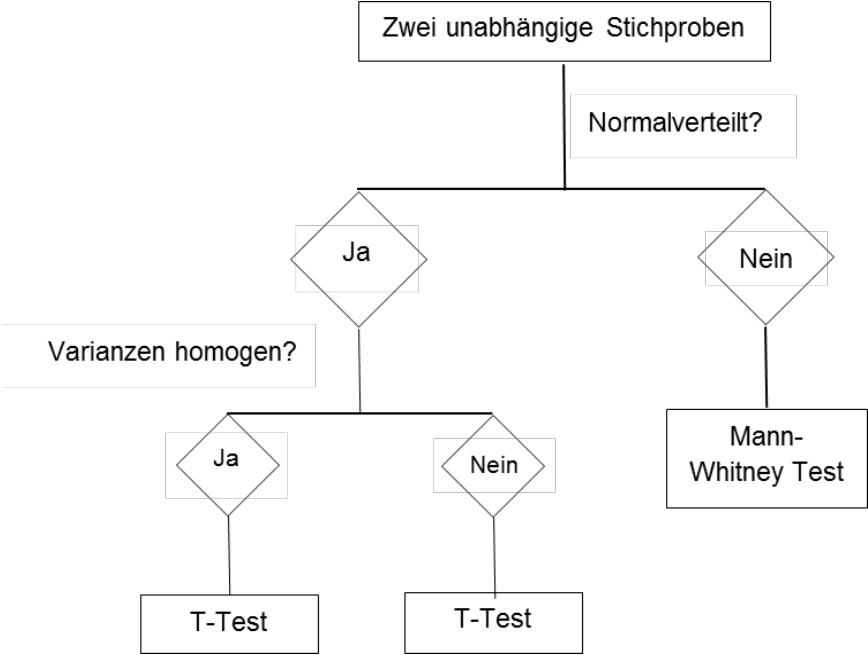 Zwei unabhängige Stichproben
Normalverteilt?
Ja
Nein
Varianzen homogen?
Ja
Nein
Mann-
Whitney Test
T-Test
T-Test